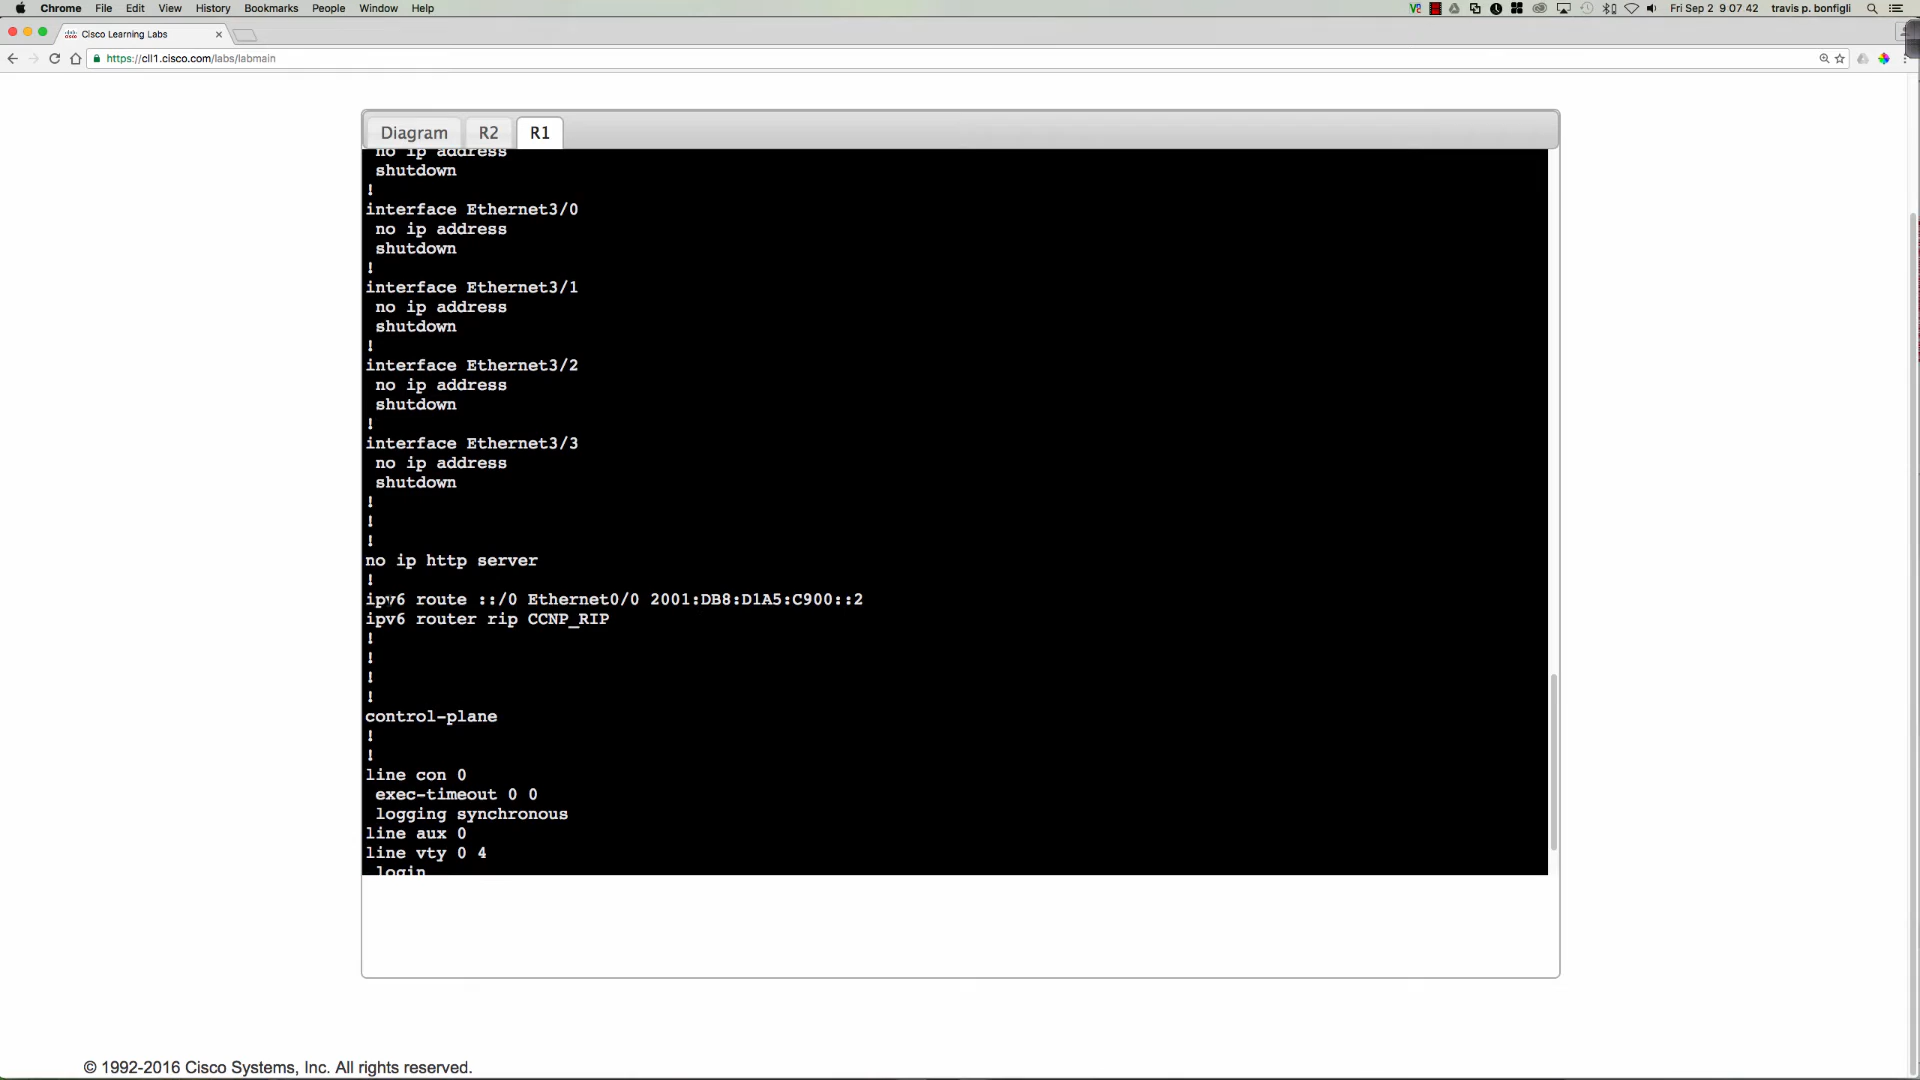 Chrome File Edit View History Bookmarks People Window Help
Fri Sep 2 9 07 42 travis p. bonfigli
Cisco Learning Labs
https://cll1.cisco.com/labs/labmain
Diagram R2 R1
no ip address
shutdown
!
interface Ethernet3/0
no ip address
shutdown
!
interface Ethernet3/1
no ip address
shutdown
!
interface Ethernet3/2
no ip address
shutdown
!
interface Ethernet3/3
no ip address
shutdown
!
!
!
no ip http server
!
ipv6 route ::/0 Ethernet0/0 2001:DB8:D1A5:C900::2
ipv6 router rip CCNP_RIP
!
!
!
!
control-plane
!
!
line con 0
exec-timeout 0 0
logging synchronous
line aux 0
line vty 0 4
login
© 1992-2016 Cisco Systems, Inc. All rights reserved.